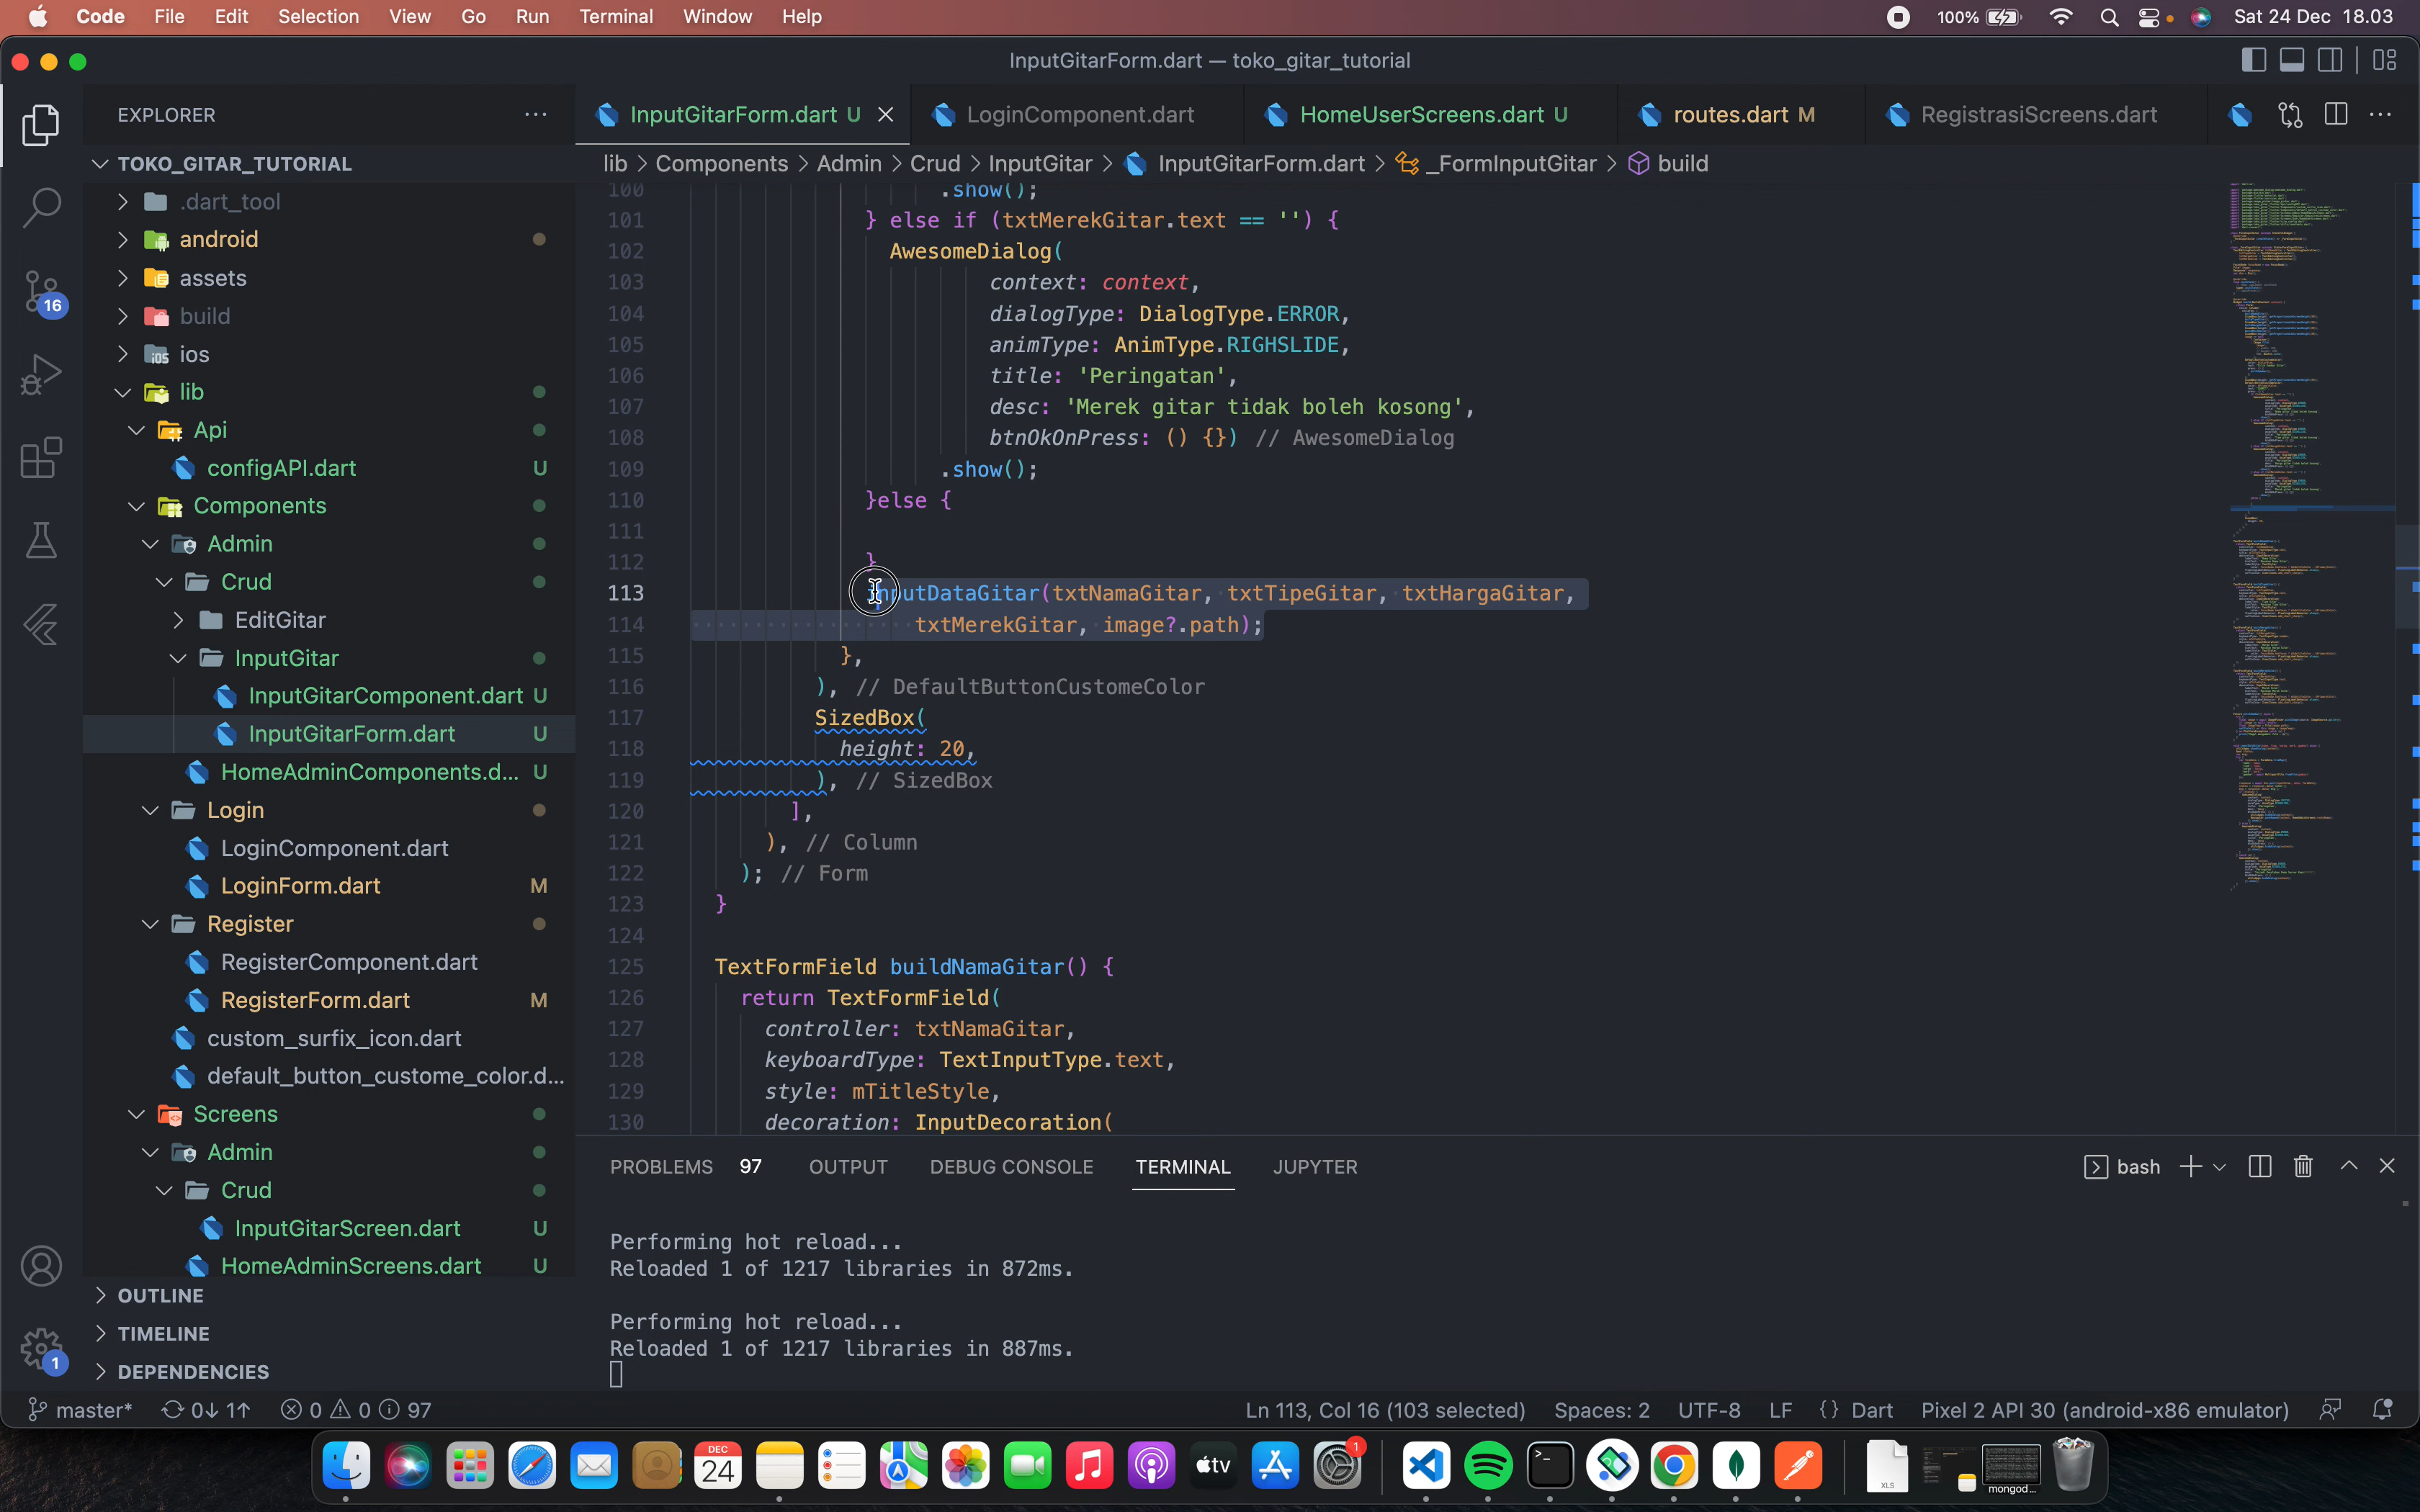 Code File Edit Selection View Go Run Terminal Window Help 100% Sat 24 Dec 18.03
InputGitarForm.dart — toko_gitar_tutorial
EXPLORER
InputGitarForm.dart U LoginComponent.dart HomeUserScreens.dart U routes.dart M RegistrasiScreens.dart
TOKO_GITAR_TUTORIAL
lib > Components > Admin > Crud > InputGitar > InputGitarForm.dart > _FormInputGitar > build
.dart_tool
android
assets
build
ios
lib
Api
configAPI.dart U
Components
Admin
Crud
EditGitar
InputGitar
InputGitarComponent.dart U
InputGitarForm.dart U
HomeAdminComponents.d... U
Login
LoginComponent.dart
LoginForm.dart M
Register
RegisterComponent.dart
RegisterForm.dart M
custom_surfix_icon.dart
default_button_custome_color.d...
Screens
Admin
Crud
InputGitarScreen.dart U
HomeAdminScreens.dart U
OUTLINE
TIMELINE
DEPENDENCIES
16
1
100 .show();
101 } else if (txtMerekGitar.text == '') {
102 AwesomeDialog(
103 context: context,
104 dialogType: DialogType.ERROR,
105 animType: AnimType.RIGHSLIDE,
106 title: 'Peringatan',
107 desc: 'Merek gitar tidak boleh kosong',
108 btnOkOnPress: () {}) // AwesomeDialog
109 .show();
110 }else {
111
112 }
113 inputDataGitar(txtNamaGitar, txtTipeGitar, txtHargaGitar,
114 txtMerekGitar, image?.path);
115 },
116 ), // DefaultButtonCustomeColor
117 SizedBox(
118 height: 20,
119 ), // SizedBox
120 ],
121 ), // Column
122 ); // Form
123 }
124
125 TextFormField buildNamaGitar() {
126 return TextFormField(
127 controller: txtNamaGitar,
128 keyboardType: TextInputType.text,
129 style: mTitleStyle,
130 decoration: InputDecoration(
PROBLEMS 97 OUTPUT DEBUG CONSOLE TERMINAL JUPYTER bash
Performing hot reload...
Reloaded 1 of 1217 libraries in 872ms.
Performing hot reload...
Reloaded 1 of 1217 libraries in 887ms.
master* 0↓ 1↑ 0 0 97 Ln 113, Col 16 (103 selected) Spaces: 2 UTF-8 LF {} Dart Pixel 2 API 30 (android-x86 emulator)
DEC
24
tv
1
XLS
mongod...